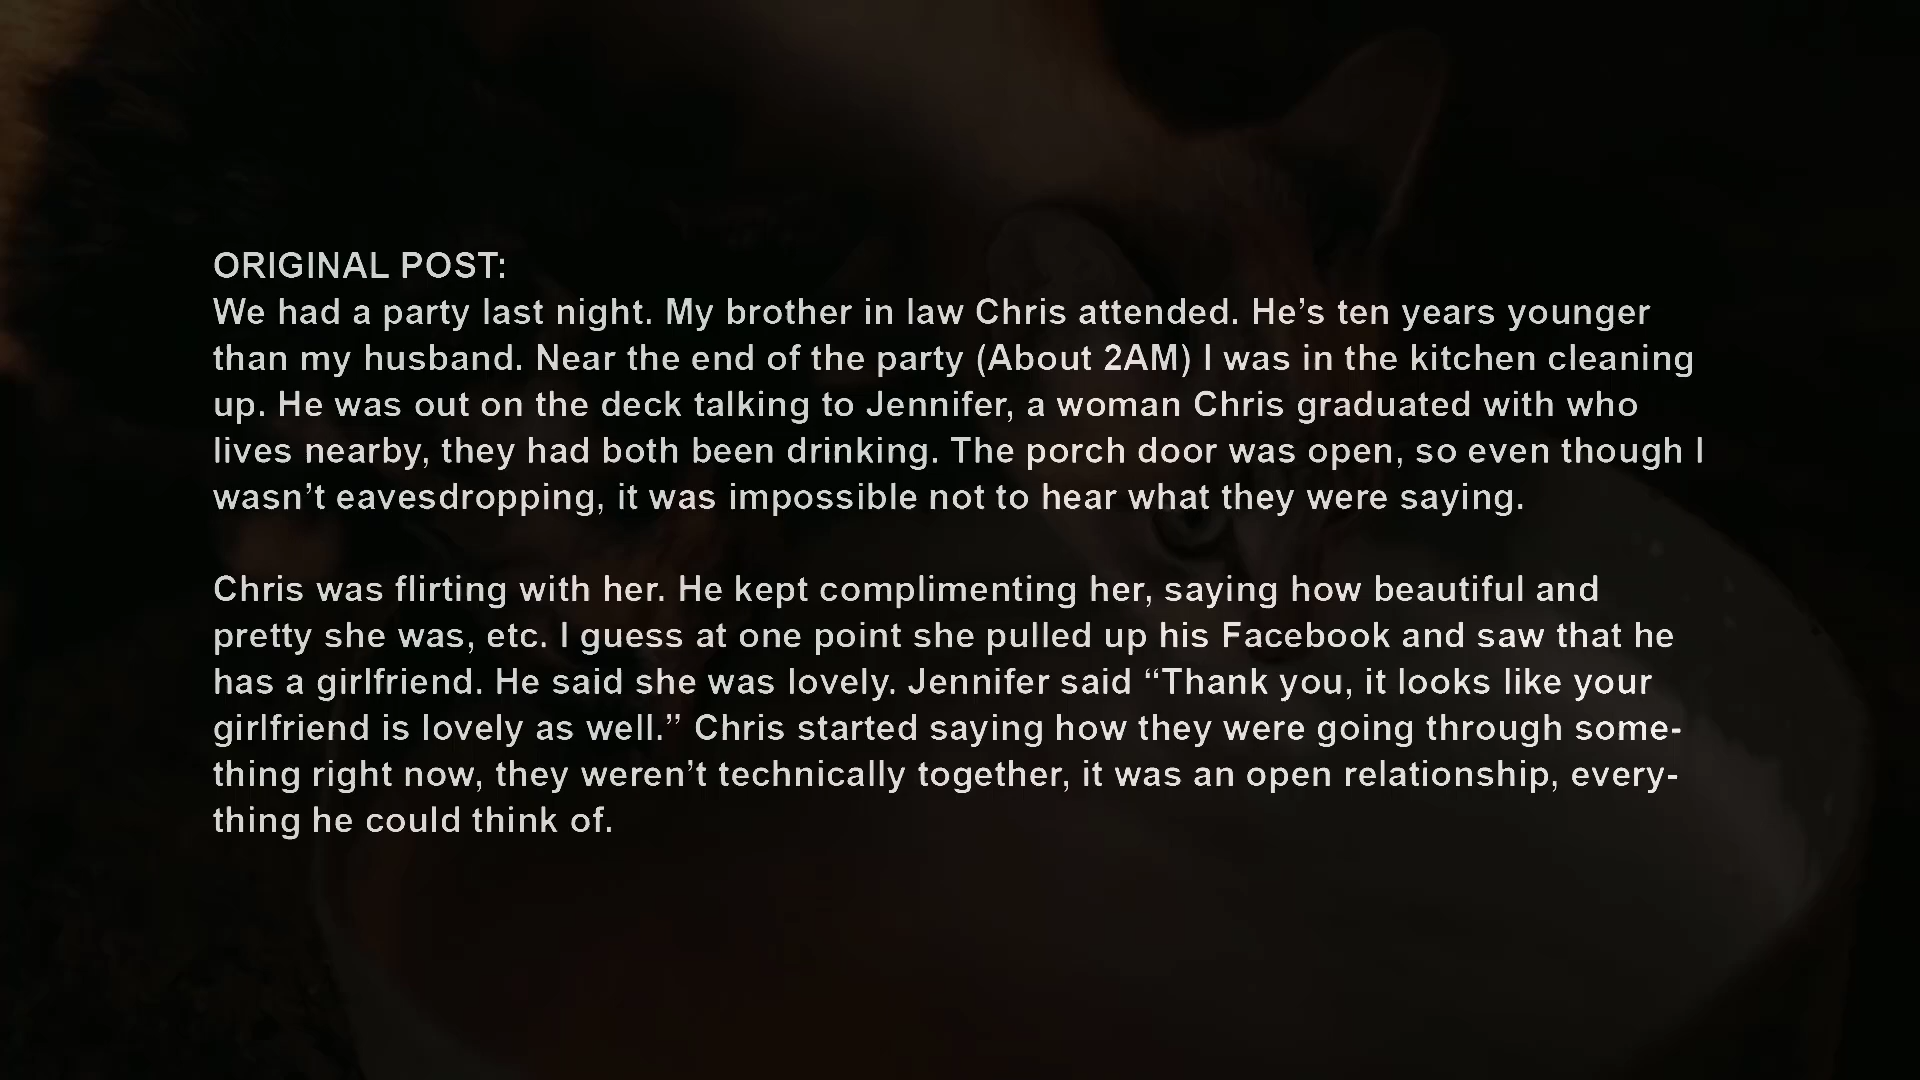 ORIGINAL POST:
We had a party last night. My brother in law Chris attended. He’s ten years younger
than my husband. Near the end of the party (About 2AM) I was in the kitchen cleaning
up. He was out on the deck talking to Jennifer, a woman Chris graduated with who
lives nearby, they had both been drinking. The porch door was open, so even though I
wasn’t eavesdropping, it was impossible not to hear what they were saying.
Chris was flirting with her. He kept complimenting her, saying how beautiful and
pretty she was, etc. I guess at one point she pulled up his Facebook and saw that he
has a girlfriend. He said she was lovely. Jennifer said “Thank you, it looks like your
girlfriend is lovely as well.” Chris started saying how they were going through some-
thing right now, they weren’t technically together, it was an open relationship, every-
thing he could think of.